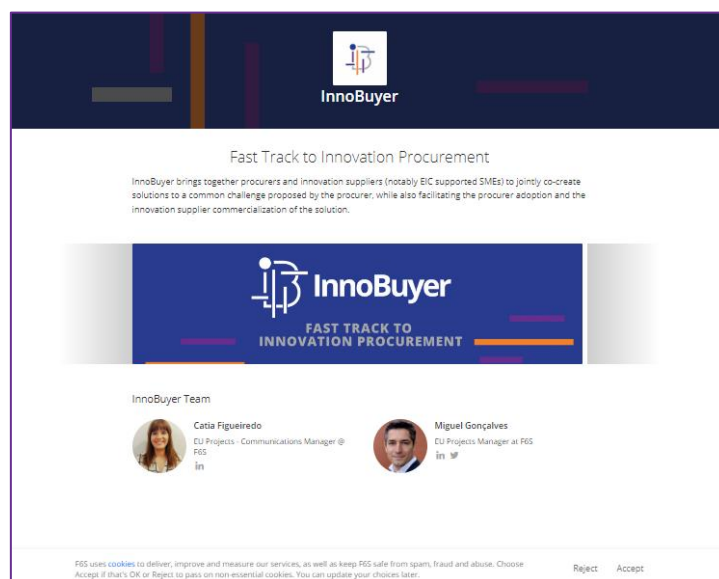 InnoBuyer
Fast Track to Innovation Procurement
InnoBuyer brings together procurers and innovation suppliers (notably EIC supported SMEs) to jointly co-create
solutions to a common challenge proposed by the procurer, while also facilitating the procurer adoption and the
innovation supplier commercialization of the solution.
InnoBuyer
FAST TRACK TO
INNOVATION PROCUREMENT
InnoBuyer Team
Catia Figueiredo
EU Projects - Communications Manager @
F6S
in
Miguel Gonçalves
EU Projects Manager at F6S
in
F6S uses cookies to deliver, improve and measure our services, as well as keep F6S safe from spam, fraud and abuse. Choose
Accept if that's OK or Reject to pass on non-essential cookies. You can update your choices later.
Reject Accept